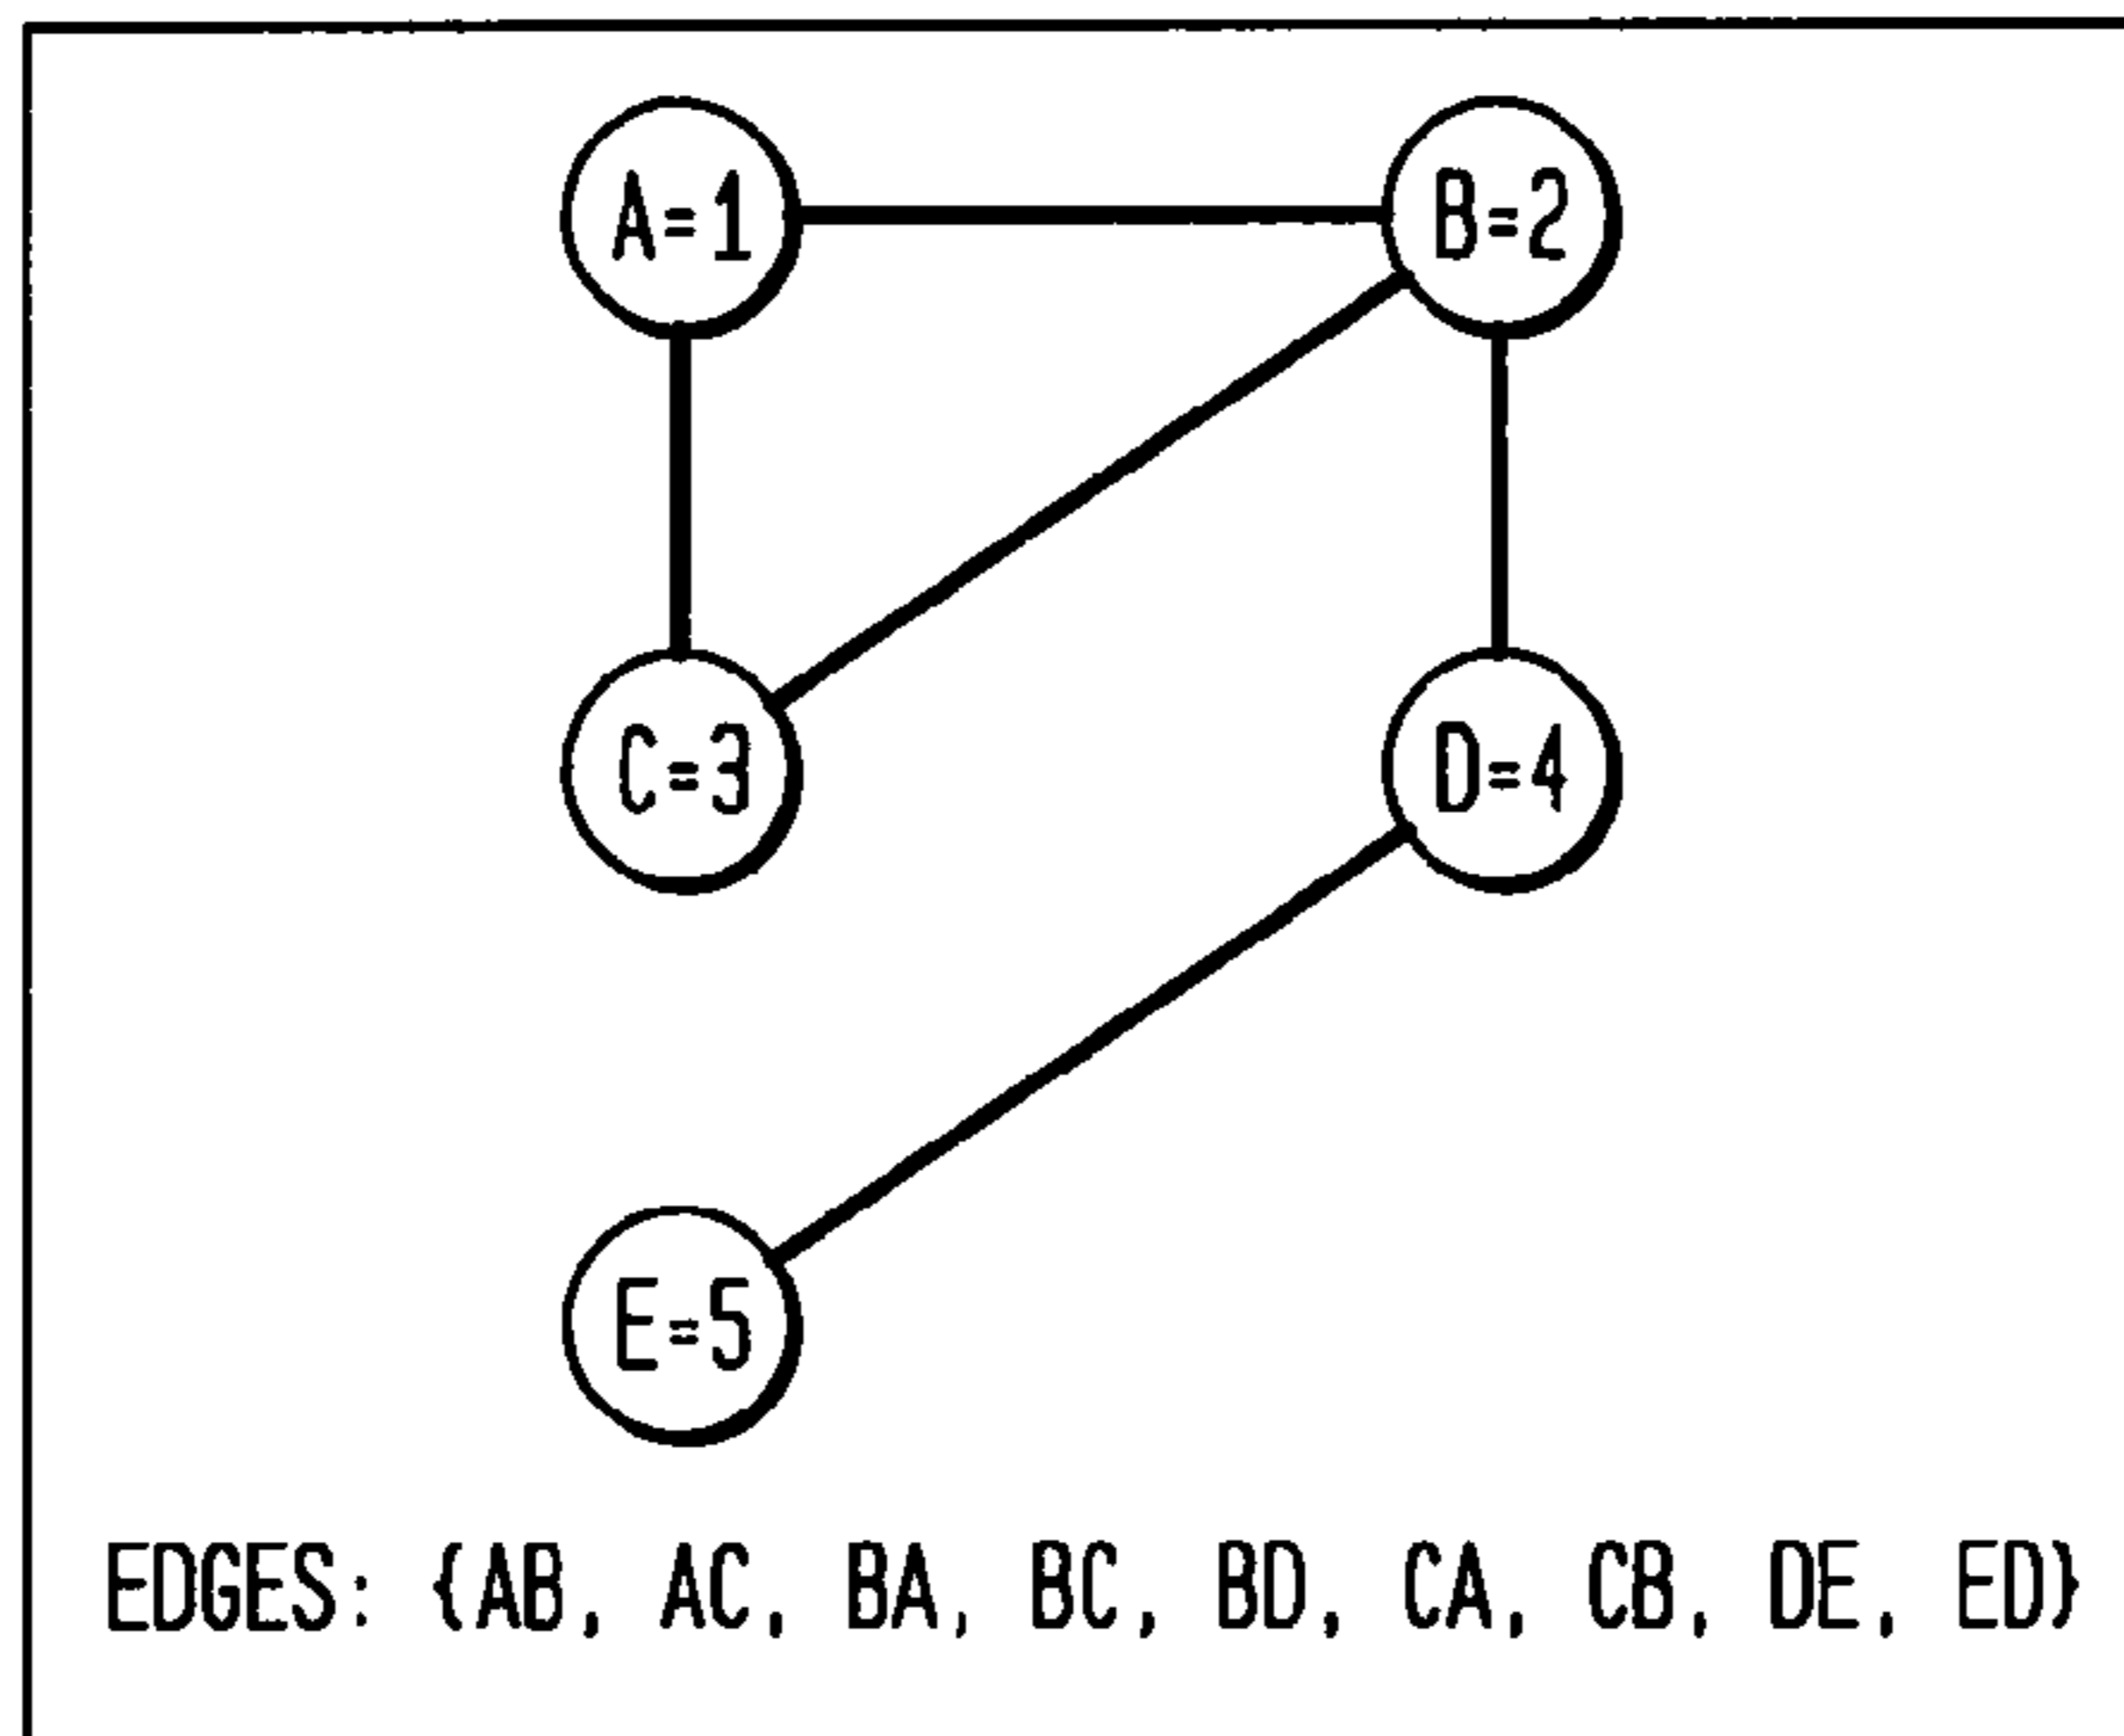 A=1 B=2
C=3 D=4
E=5
EDGES: {AB, AC, BA, BC, BD, CA, CB, DE, ED}